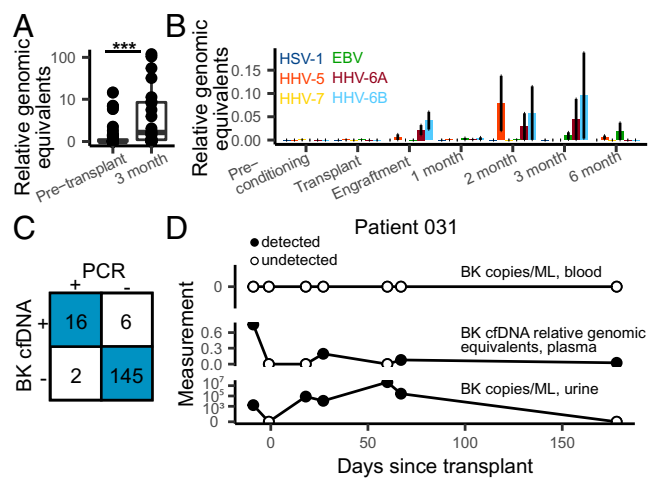 A
Relative genomic
equivalents
100
10
0
***
Pre−transplant
3 month
B
Relative genomic
equivalents
0.15
0.10
0.05
0.00
HSV-1 EBV
HHV-5 HHV-6A
HHV-7 HHV-6B
Pre−
conditioning
Transplant
Engraftment
1 month
2 month
3 month
6 month
C
PCR
+ -
BK cfDNA
+ 16 6
- 2 145
D
Patient 031
detected
undetected
Measurement
0
BK copies/ML, blood
0.6
0.3
0.0
BK cfDNA relative genomic
equivalents, plasma
10⁷
10⁵
10³
0
BK copies/ML, urine
0 50 100 150
Days since transplant